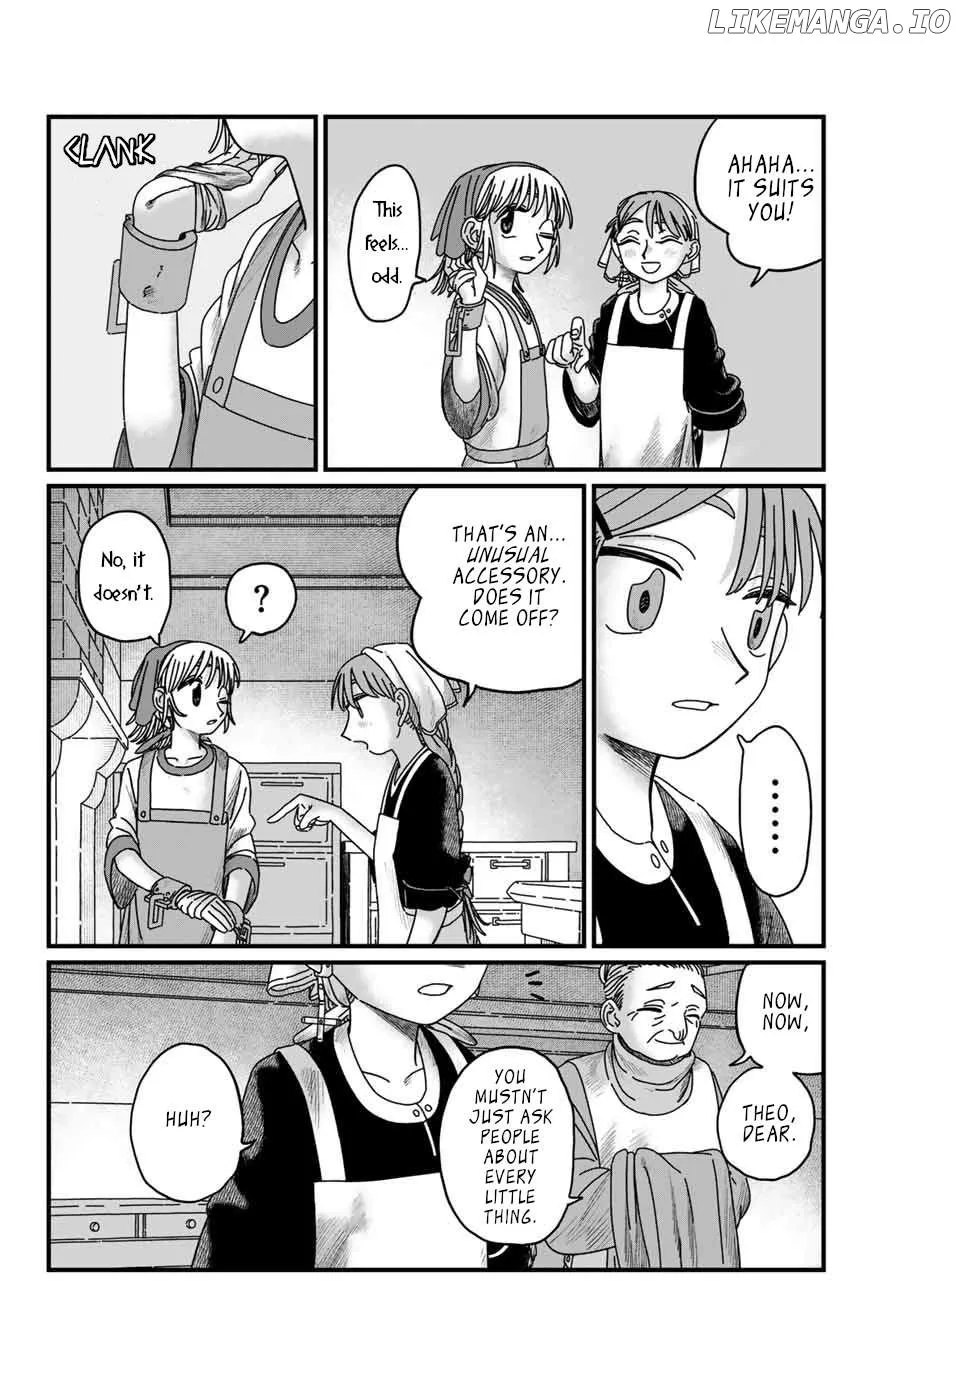 LIKEMANGA.IO
AHAHA...
IT SUITS
YOU!
This
feels...
odd.
CLANK
.......
THAT'S AN...
UNUSUAL
ACCESSORY.
DOES IT
COME OFF?
?
No, it
doesn't.
NOW,
NOW,
THEO,
DEAR.
YOU
MUSTN'T
JUST ASK
PEOPLE
ABOUT
EVERY
LITTLE
THING.
HUH?